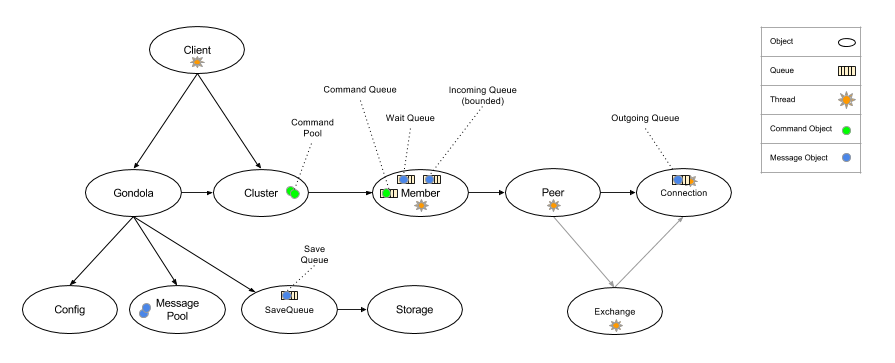 Client
Object
Queue
Thread
Command Object
Message Object
Command Queue
Incoming Queue
(bounded)
Wait Queue
Outgoing Queue
Command
Pool
Gondola
Cluster
Member
Peer
Connection
Save
Queue
Config
Message
Pool
SaveQueue
Storage
Exchange